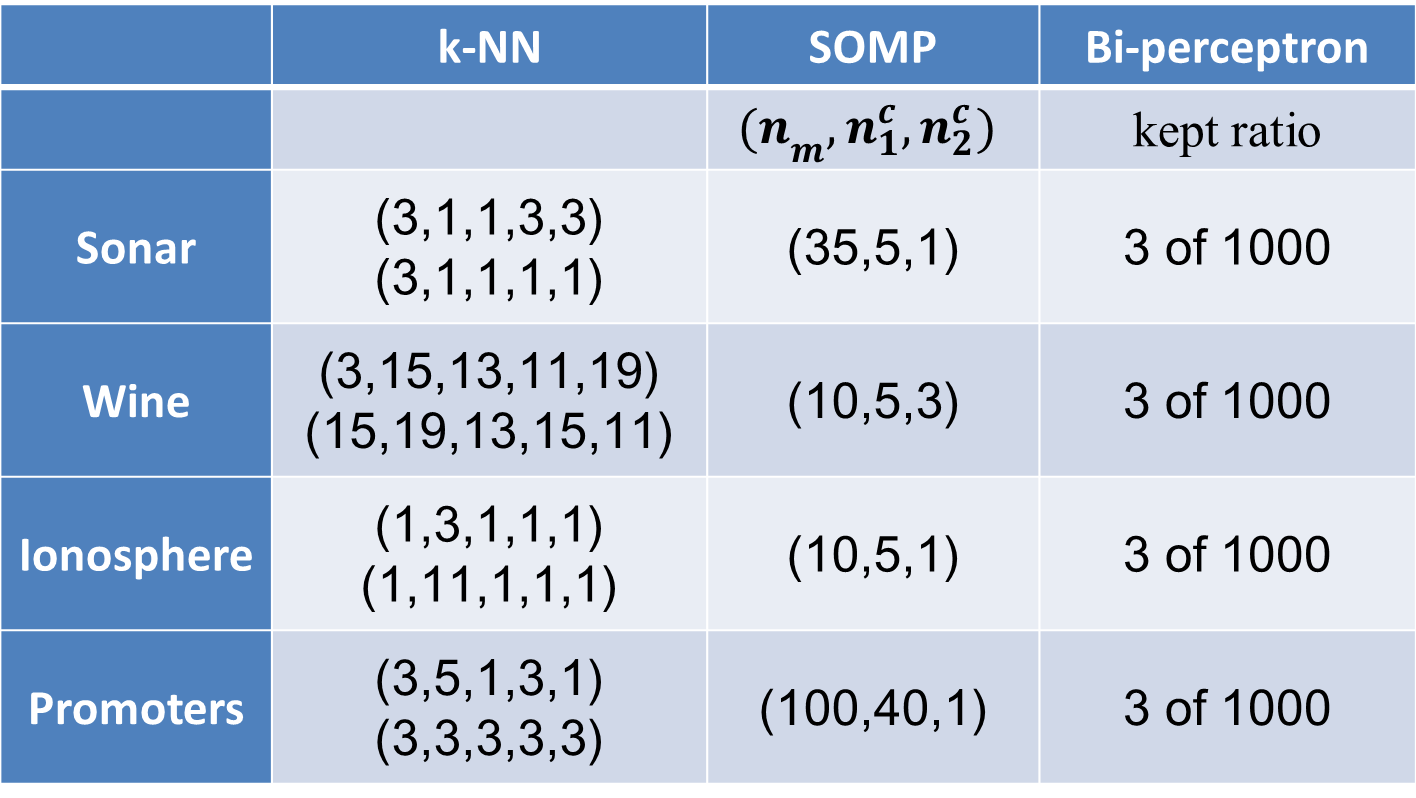 k-NN SOMP Bi-perceptron
(n_m, n_1^c, n_2^c) kept ratio
Sonar (3,1,1,3,3) (35,5,1) 3 of 1000
(3,1,1,1,1)
Wine (3,15,13,11,19) (10,5,3) 3 of 1000
(15,19,13,15,11)
Ionosphere (1,3,1,1,1) (10,5,1) 3 of 1000
(1,11,1,1,1)
Promoters (3,5,1,3,1) (100,40,1) 3 of 1000
(3,3,3,3,3)